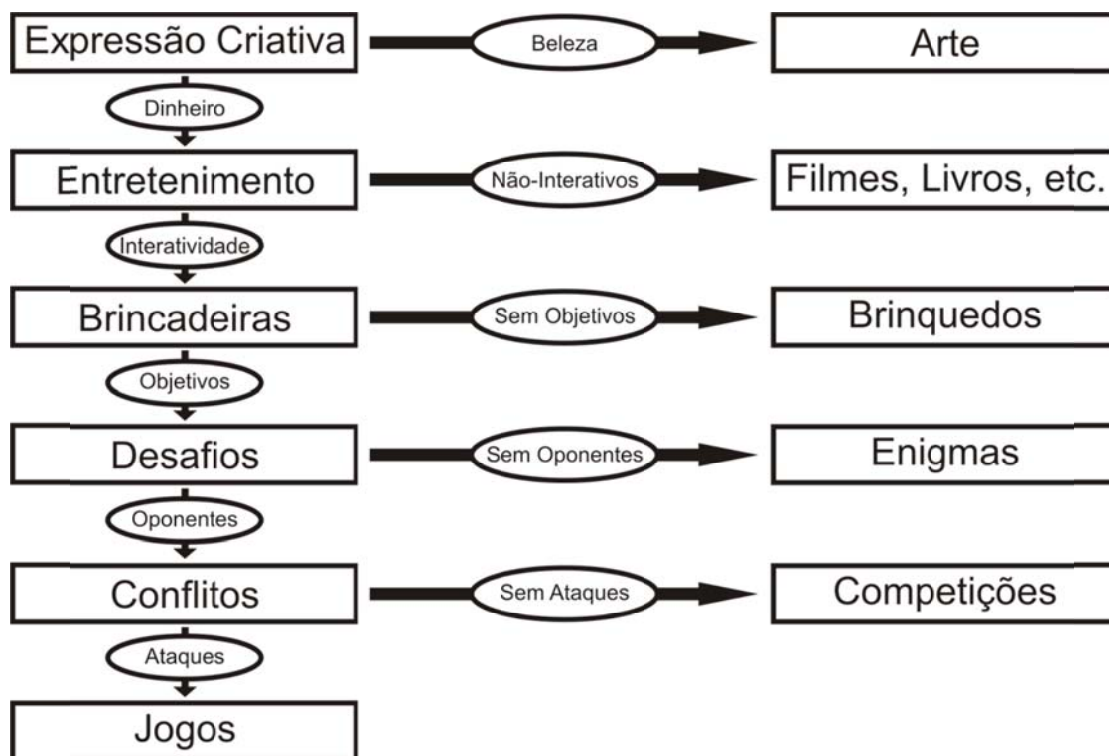 Expressão Criativa
Beleza
Arte
Dinheiro
Entretenimento
Não-Interativos
Filmes, Livros, etc.
Interatividade
Brincadeiras
Sem Objetivos
Brinquedos
Objetivos
Desafios
Sem Oponentes
Enigmas
Oponentes
Conflitos
Sem Ataques
Competições
Ataques
Jogos